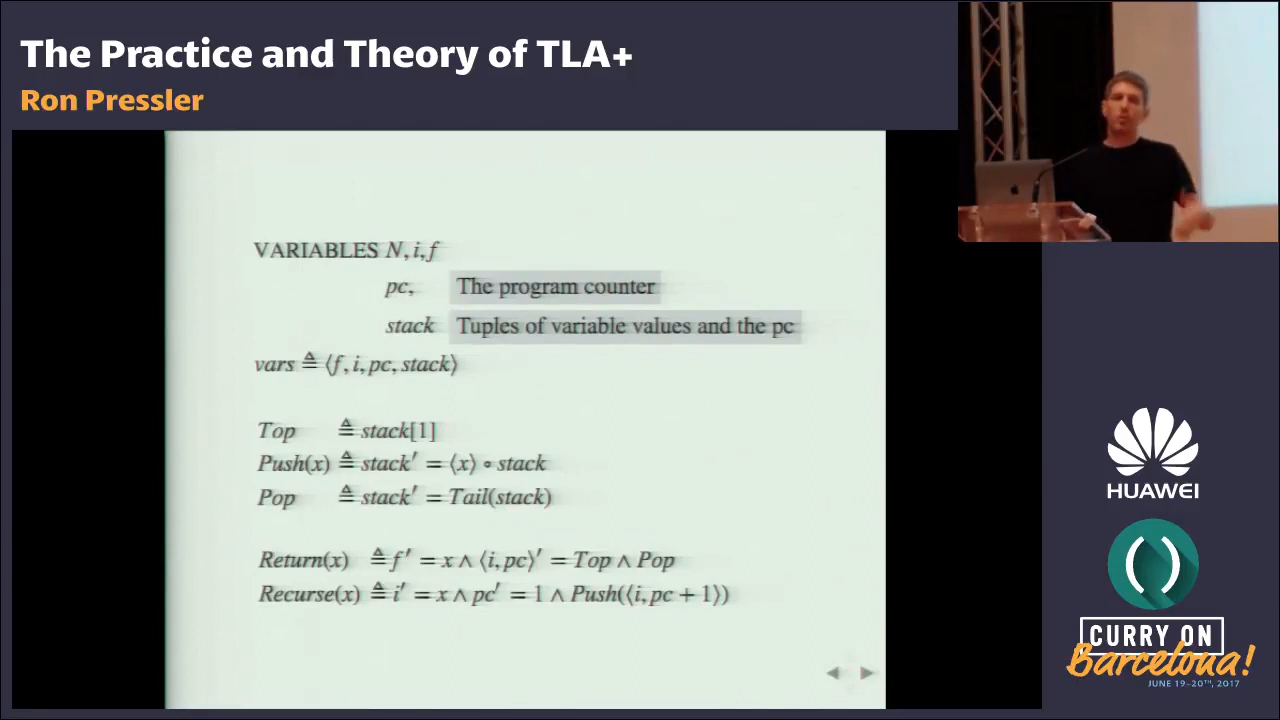 The Practice and Theory of TLA+
Ron Pressler
VARIABLES N, i, f
pc, The program counter
stack Tuples of variable values and the pc
vars ≜ ⟨f, i, pc, stack⟩
Top ≜ stack[1]
Push(x) ≜ stack′ = ⟨x⟩ ∘ stack
Pop ≜ stack′ = Tail(stack)
Return(x) ≜ f′ = x ∧ ⟨i, pc⟩′ = Top ∧ Pop
Recurse(x) ≜ i′ = x ∧ pc′ = 1 ∧ Push(⟨i, pc + 1⟩)
HUAWEI
CURRY ON
Barcelona!
JUNE 19-20TH, 2017